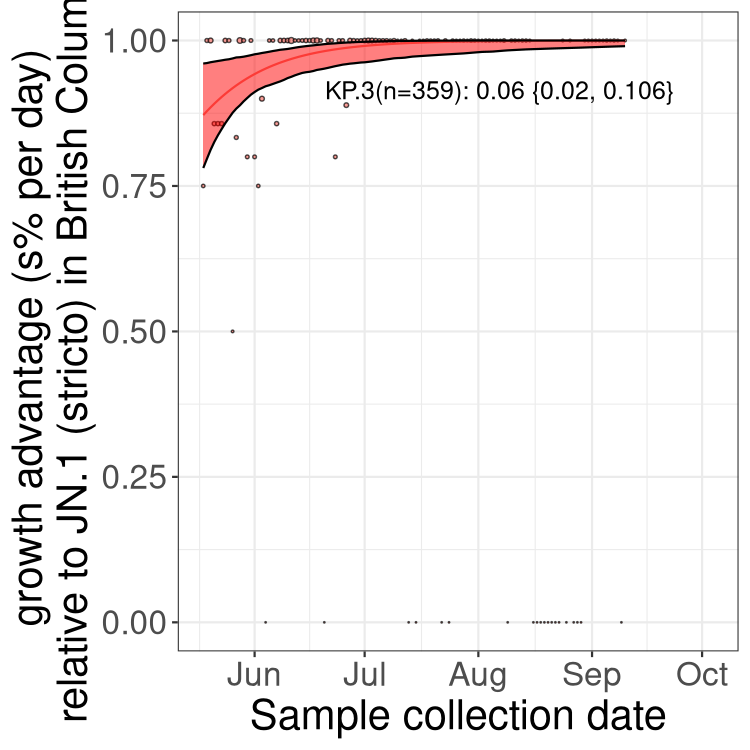 growth advantage (s% per day)
relative to JN.1 (stricto) in British Colum
1.00
0.75
0.50
0.25
0.00
KP.3(n=359): 0.06 {0.02, 0.106}
Jun Jul Aug Sep Oct
Sample collection date